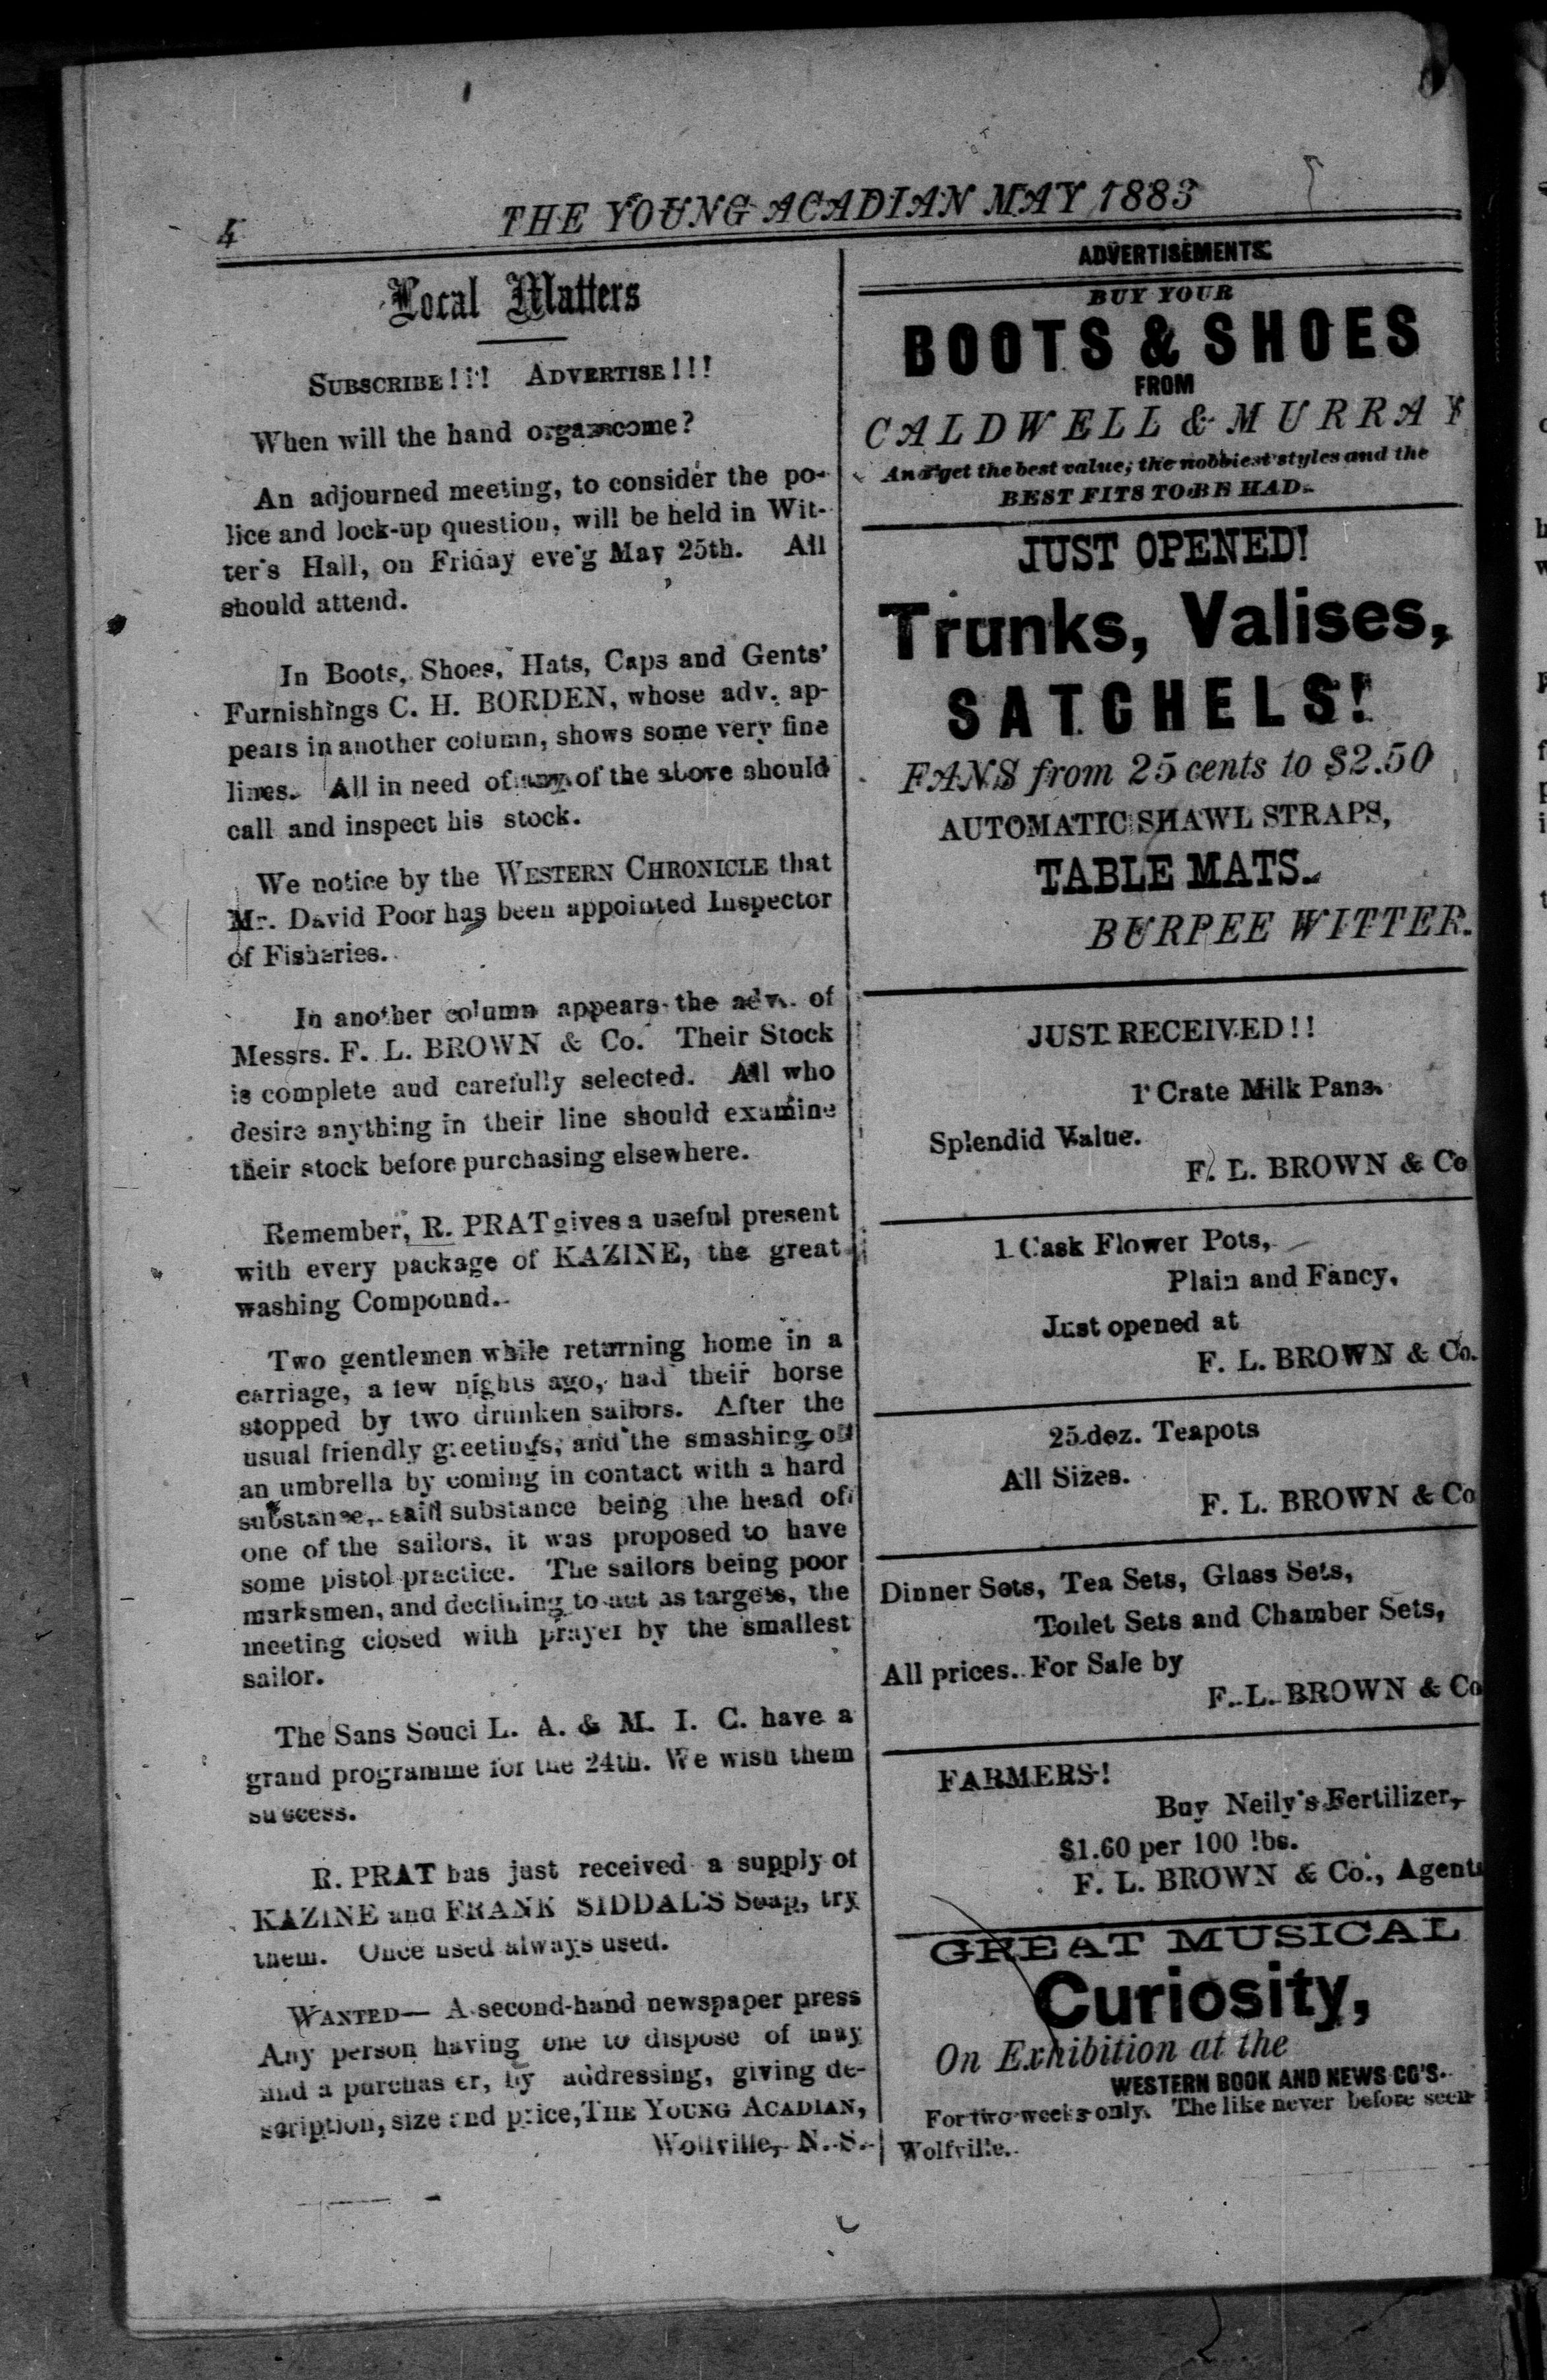 4
THE YOUNG ACADIAN MAY 1883
Local Matters
SUBSCRIBE!!! ADVERTISE!!!
When will the hand organ come?
An adjourned meeting, to consider the po-
lice and lock-up question, will be held in Wit-
ter's Hall, on Friday eve'g May 25th. All
should attend.
In Boots, Shoes, Hats, Caps and Gents'
Furnishings C. H. BORDEN, whose adv. ap-
pears in another column, shows some very fine
lines. All in need of any of the above should
call and inspect his stock.
We notice by the WESTERN CHRONICLE that
Mr. David Poor has been appointed Inspector
of Fisheries.
In another column appears the adv. of
Messrs. F. L. BROWN & Co. Their Stock
is complete and carefully selected. All who
desire anything in their line should examine
their stock before purchasing elsewhere.
Remember, R. PRAT gives a useful present
with every package of KAZINE, the great
washing Compound.
Two gentlemen while returning home in a
carriage, a few nights ago, had their horse
stopped by two drunken sailors. After the
usual friendly greetings, and the smashing of
an umbrella by coming in contact with a hard
substance, said substance being the head of
one of the sailors, it was proposed to have
some pistol practice. The sailors being poor
marksmen, and declining to act as targets, the
meeting closed with prayer by the smallest
sailor.
The Sans Souci L. A. & M. I. C. have a
grand programme for the 24th. We wish them
success.
R. PRAT has just received a supply of
KAZINE and FRANK SIDDAL'S Soap, try
them. Once used always used.
WANTED— A second-hand newspaper press
Any person having one to dispose of may
find a purchaser, by addressing, giving de-
scription, size and price, THE YOUNG ACADIAN,
Wolfville, N. S.
ADVERTISEMENTS.
BUY YOUR
BOOTS & SHOES
FROM
CALDWELL & MURRAY
And get the best value, the nobbiest styles and the
BEST FITS TO BE HAD.
JUST OPENED!
Trunks, Valises,
SATCHELS!
FANS from 25 cents to $2.50
AUTOMATIC SHAWL STRAPS,
TABLE MATS.
BURPEE WITTER.
JUST RECEIVED!!
1 Crate Milk Pans.
Splendid Value.
F. L. BROWN & Co
1 Cask Flower Pots,
Plain and Fancy,
Just opened at
F. L. BROWN & Co.
25 doz. Teapots
All Sizes.
F. L. BROWN & Co
Dinner Sets, Tea Sets, Glass Sets,
Toilet Sets and Chamber Sets,
All prices. For Sale by
F. L. BROWN & Co
FARMERS!
Buy Neily's Fertilizer,
$1.60 per 100 lbs.
F. L. BROWN & Co., Agents
GREAT MUSICAL
Curiosity,
On Exhibition at the
WESTERN BOOK AND NEWS CO'S.
For two weeks only. The like never before seen
Wolfville.